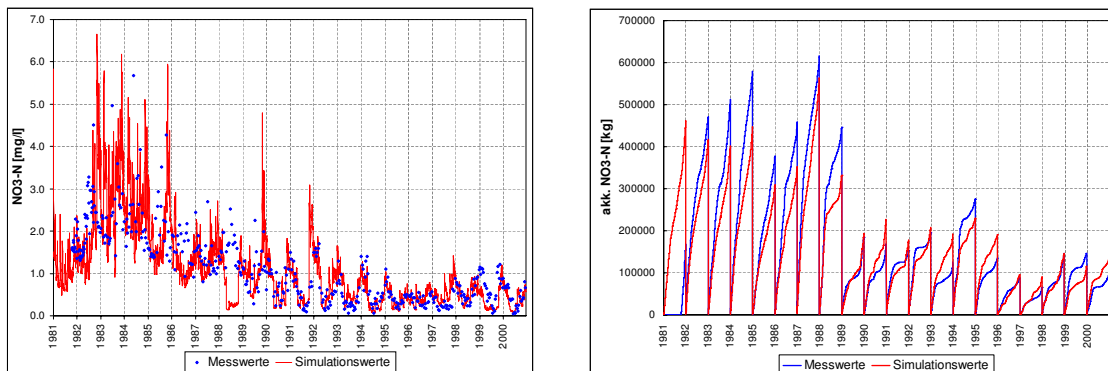 NO3-N [mg/l]
7.0
6.0
5.0
4.0
3.0
2.0
1.0
0.0
1981 1982 1983 1984 1985 1986 1987 1988 1989 1990 1991 1992 1993 1994 1995 1996 1997 1998 1999 2000
Messwerte Simulationswerte
akk. NO3-N [kg]
700000
600000
500000
400000
300000
200000
100000
0
1981 1982 1983 1984 1985 1986 1987 1988 1989 1990 1991 1992 1993 1994 1995 1996 1997 1998 1999 2000
Messwerte Simulationswerte